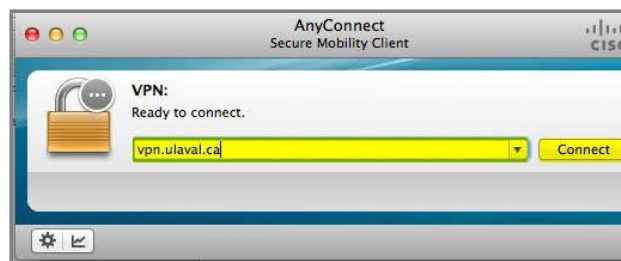 AnyConnect
Secure Mobility Client
VPN:
Ready to connect.
vpn.ulaval.ca
Connect